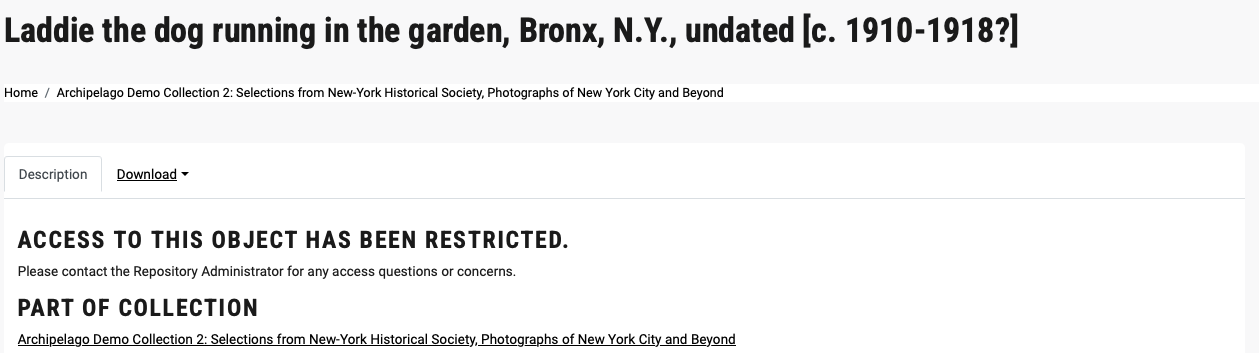 Laddie the dog running in the garden, Bronx, N.Y., undated [c. 1910-1918?]
Home / Archipelago Demo Collection 2: Selections from New-York Historical Society, Photographs of New York City and Beyond
Description Download
ACCESS TO THIS OBJECT HAS BEEN RESTRICTED.
Please contact the Repository Administrator for any access questions or concerns.
PART OF COLLECTION
Archipelago Demo Collection 2: Selections from New-York Historical Society, Photographs of New York City and Beyond